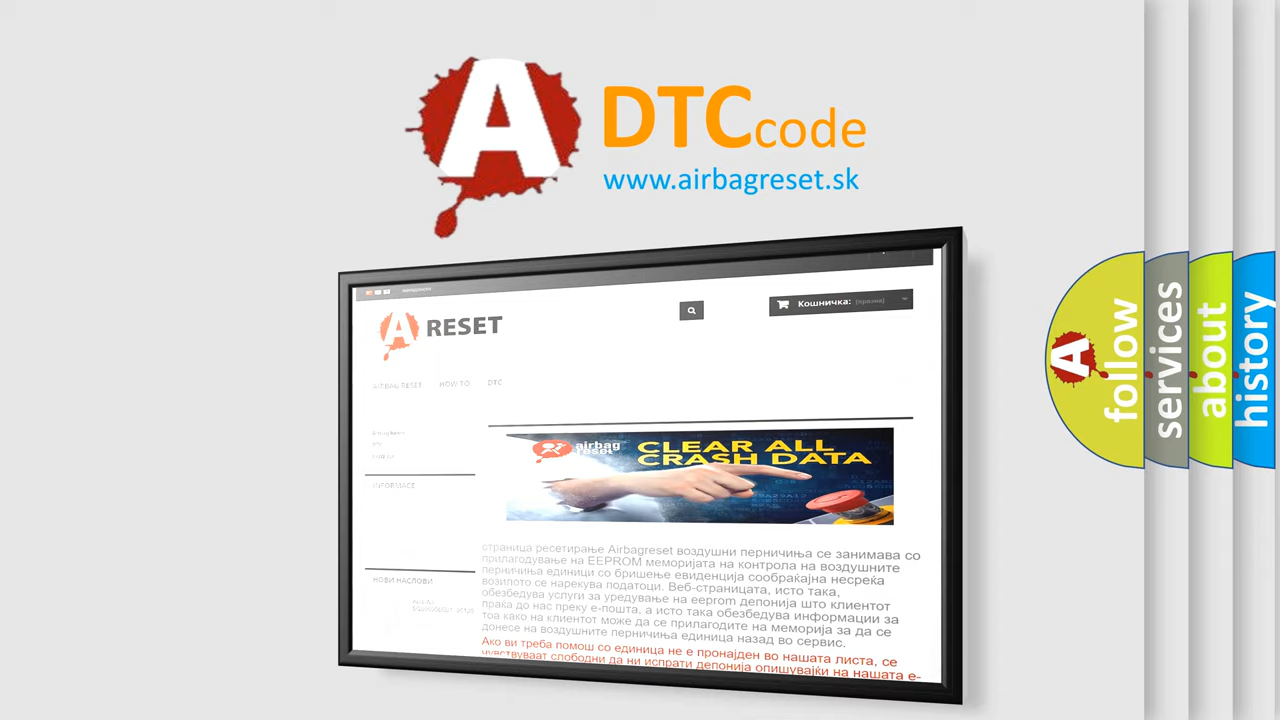 A DTC code
www.airbagreset.sk
A RESET
Кошничка: (празно)
AIRBAG RESET HOW TO DTC
airbag reset
CLEAR ALL
CRASH DATA
INFORMACE
страница ресетирање Airbagreset воздушни перничиња се занимава со
прилагодување на EEPROM меморијата на контрола на воздушните
перничиња единици со бришење евиденција сообраќајна несреќа
возилото се нарекува податоци. Веб-страницата, исто така,
обезбедува услуги за уредување на eeprom депонија што клиентот
праќа до нас преку е-пошта, а исто така обезбедува информации за
тоа како на клиентот може да се прилагодите на меморија за да се
донесе на воздушните перничиња единица назад во сервис.
НОВИ НАСЛОВИ
Ако ви треба помош со единица не е пронајден во нашата листа, се
чувствуваат слободни да ни испрати депонија опишувајќи на нашата е-
A follow
services
about
history